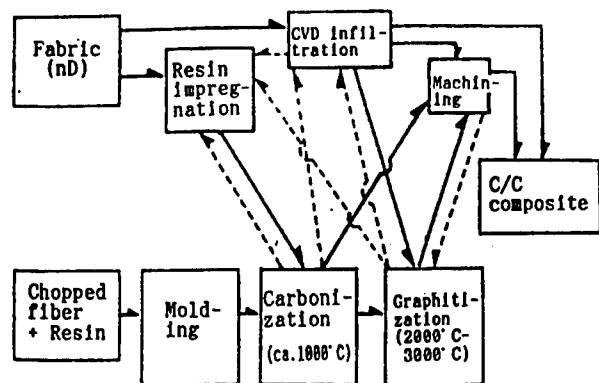 Fabric
(nD)
Resin
impreg-
nation
CVD infil-
tration
Machin-
ing
C/C
composite
Chopped
fiber
+ Resin
Mold-
ing
Carboni-
zation
(ca.1000°C)
Graphiti-
zation
(2000°C-
3000°C)